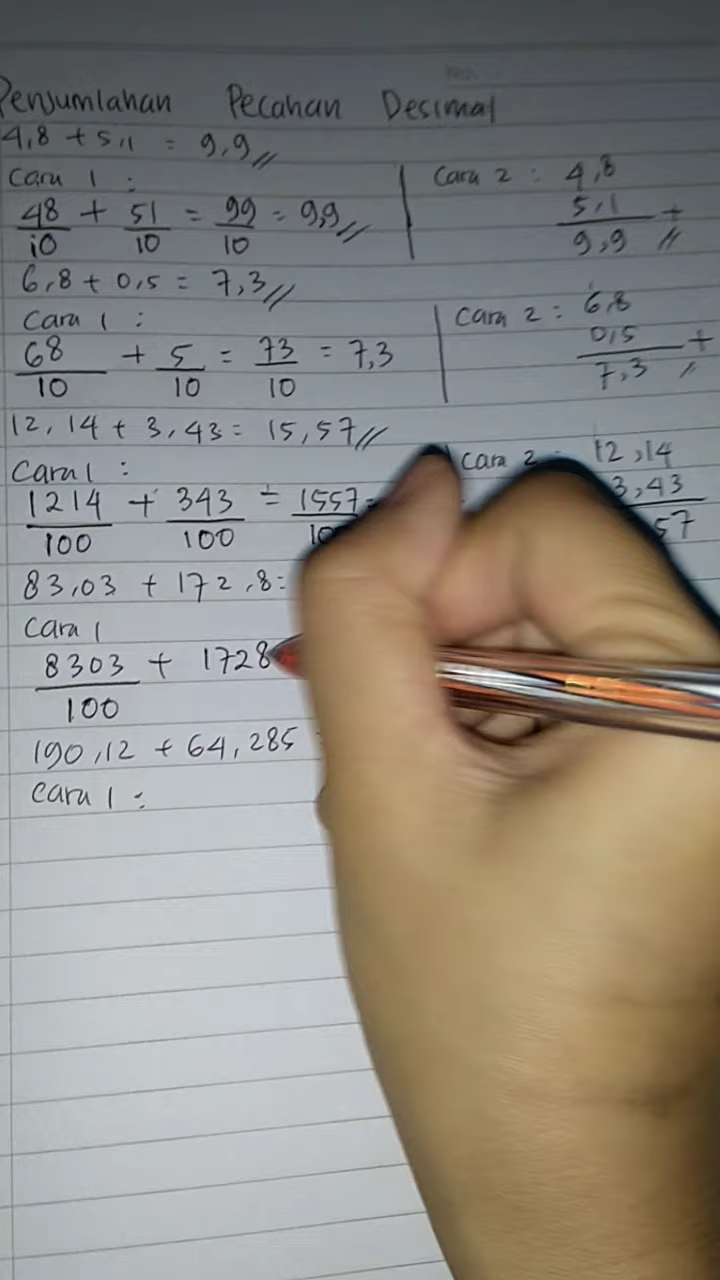 Penjumlahan Pecahan Desimal
4,8 + 5,1 = 9,9 //
Cara 1 :
48/10 + 51/10 = 99/10 = 9,9 //
Cara 2 : 4,8
5,1 +
9,9 //
6,8 + 0,5 = 7,3 //
Cara 1 :
68/10 + 5/10 = 73/10 = 7,3
Cara 2 : 6,8
0,5 +
7,3 //
12,14 + 3,43 = 15,57 //
Cara 1 :
1214/100 + 343/100 = 1557
Cara 2 : 12,14
3,43
57
83,03 + 172,8 =
Cara 1
8303/100 + 1728
190,12 + 64,285
Cara 1 :